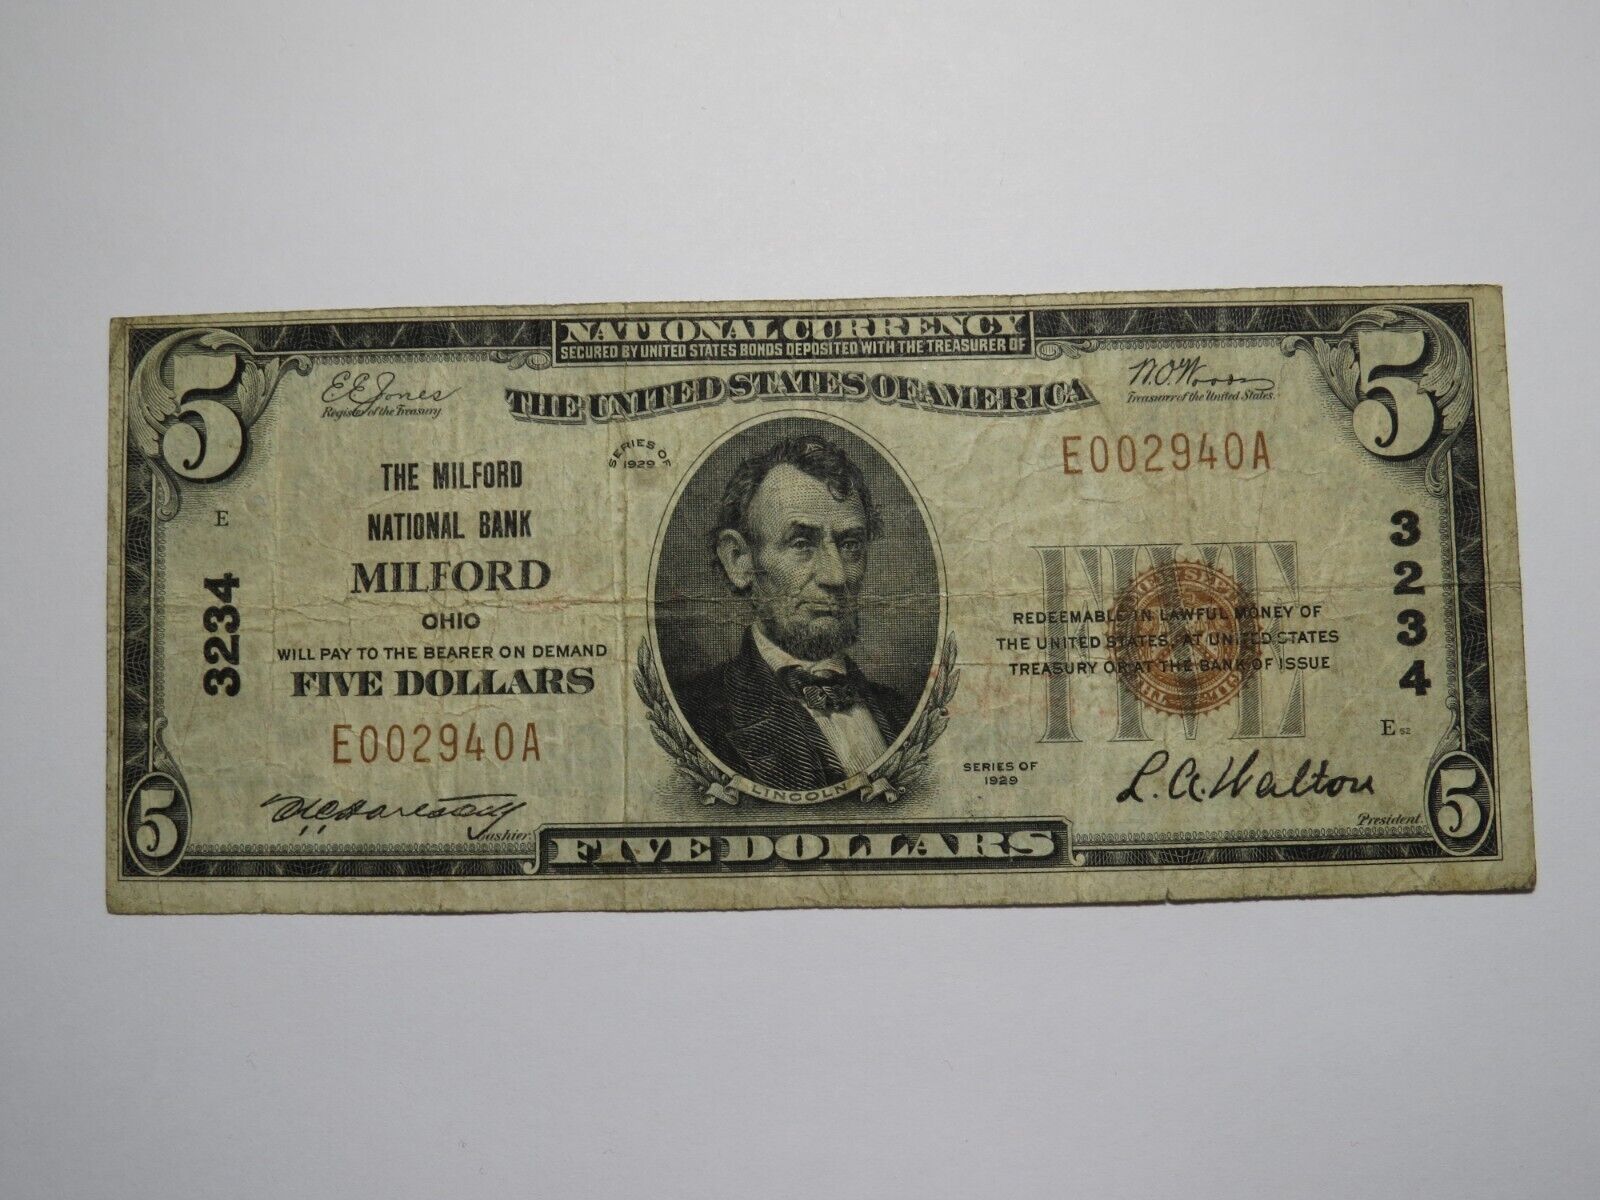 5
NATIONAL CURRENCY
SECURED BY UNITED STATES BONDS DEPOSITED WITH THE TREASURER OF
THE UNITED STATES OF AMERICA
5
E.E. Jones
Register of the Treasury
W.O. Woods
Treasurer of the United States.
SERIES OF
1929
E002940A
THE MILFORD
NATIONAL BANK
MILFORD
OHIO
WILL PAY TO THE BEARER ON DEMAND
FIVE DOLLARS
E
3234
E002940A
FIVE
REDEEMABLE IN LAWFUL MONEY OF
THE UNITED STATES, AT UNITED STATES
TREASURY OR AT THE BANK OF ISSUE
3234
E 52
LINCOLN
SERIES OF
1929
Cashier.
L. A. Walton
President.
5
FIVE DOLLARS
5